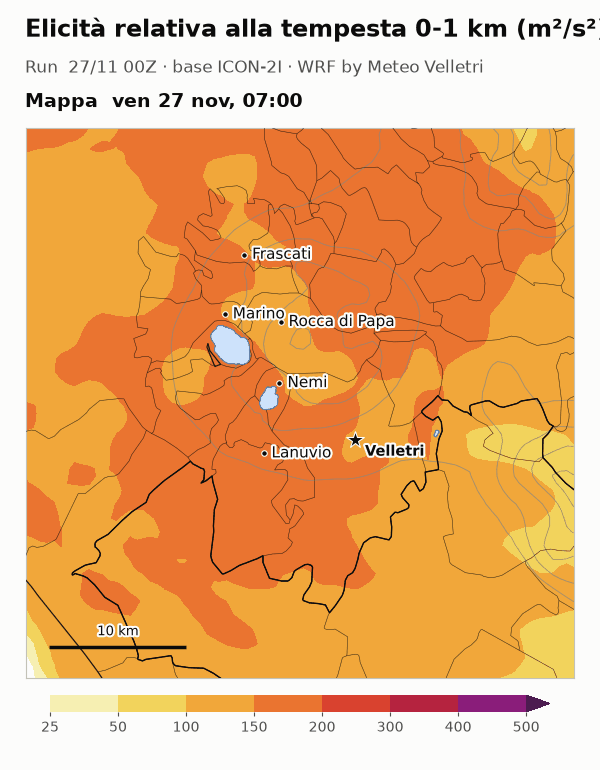 Elicità relativa alla tempesta 0-1 km (m²/s²)
Run 27/11 00Z · base ICON-2I · WRF by Meteo Velletri
Mappa ven 27 nov, 07:00
Frascati
Marino
Rocca di Papa
Nemi
Velletri
Lanuvio
10 km
25 50 100 150 200 300 400 500